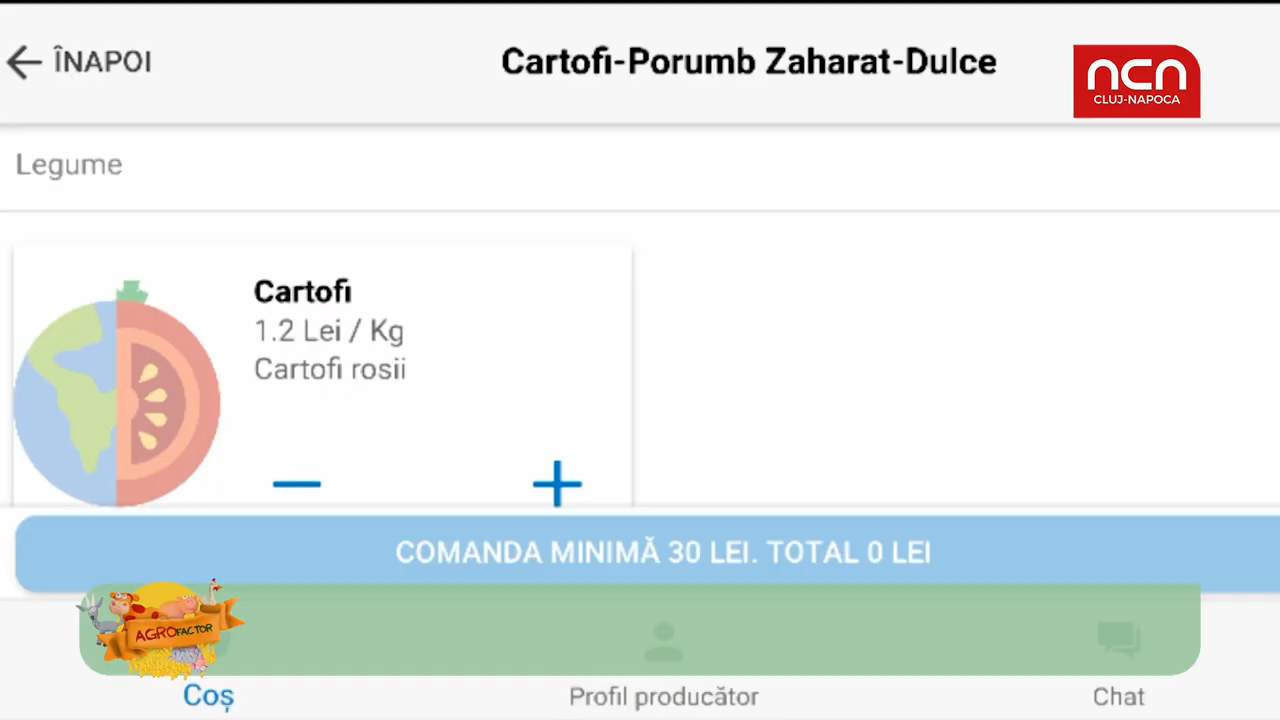 ÎNAPOI
Cartofi-Porumb Zaharat-Dulce
ncn
CLUJ-NAPOCA
Legume
Cartofi
1.2 Lei / Kg
Cartofi rosii
COMANDA MINIMĂ 30 LEI. TOTAL 0 LEI
AGROFACTOR
Coș
Profil producător
Chat